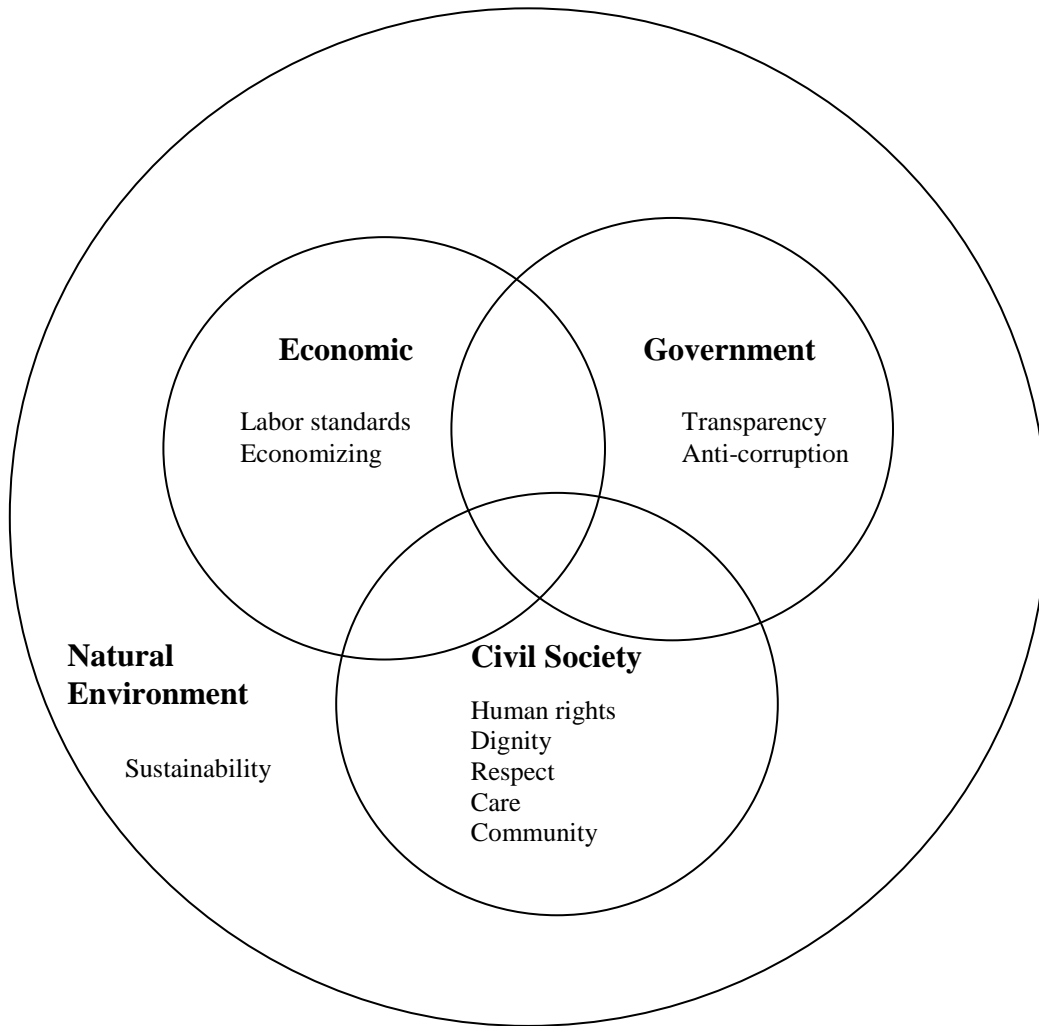 Economic
Labor standards
Economizing
Government
Transparency
Anti-corruption
Natural
Environment
Sustainability
Civil Society
Human rights
Dignity
Respect
Care
Community